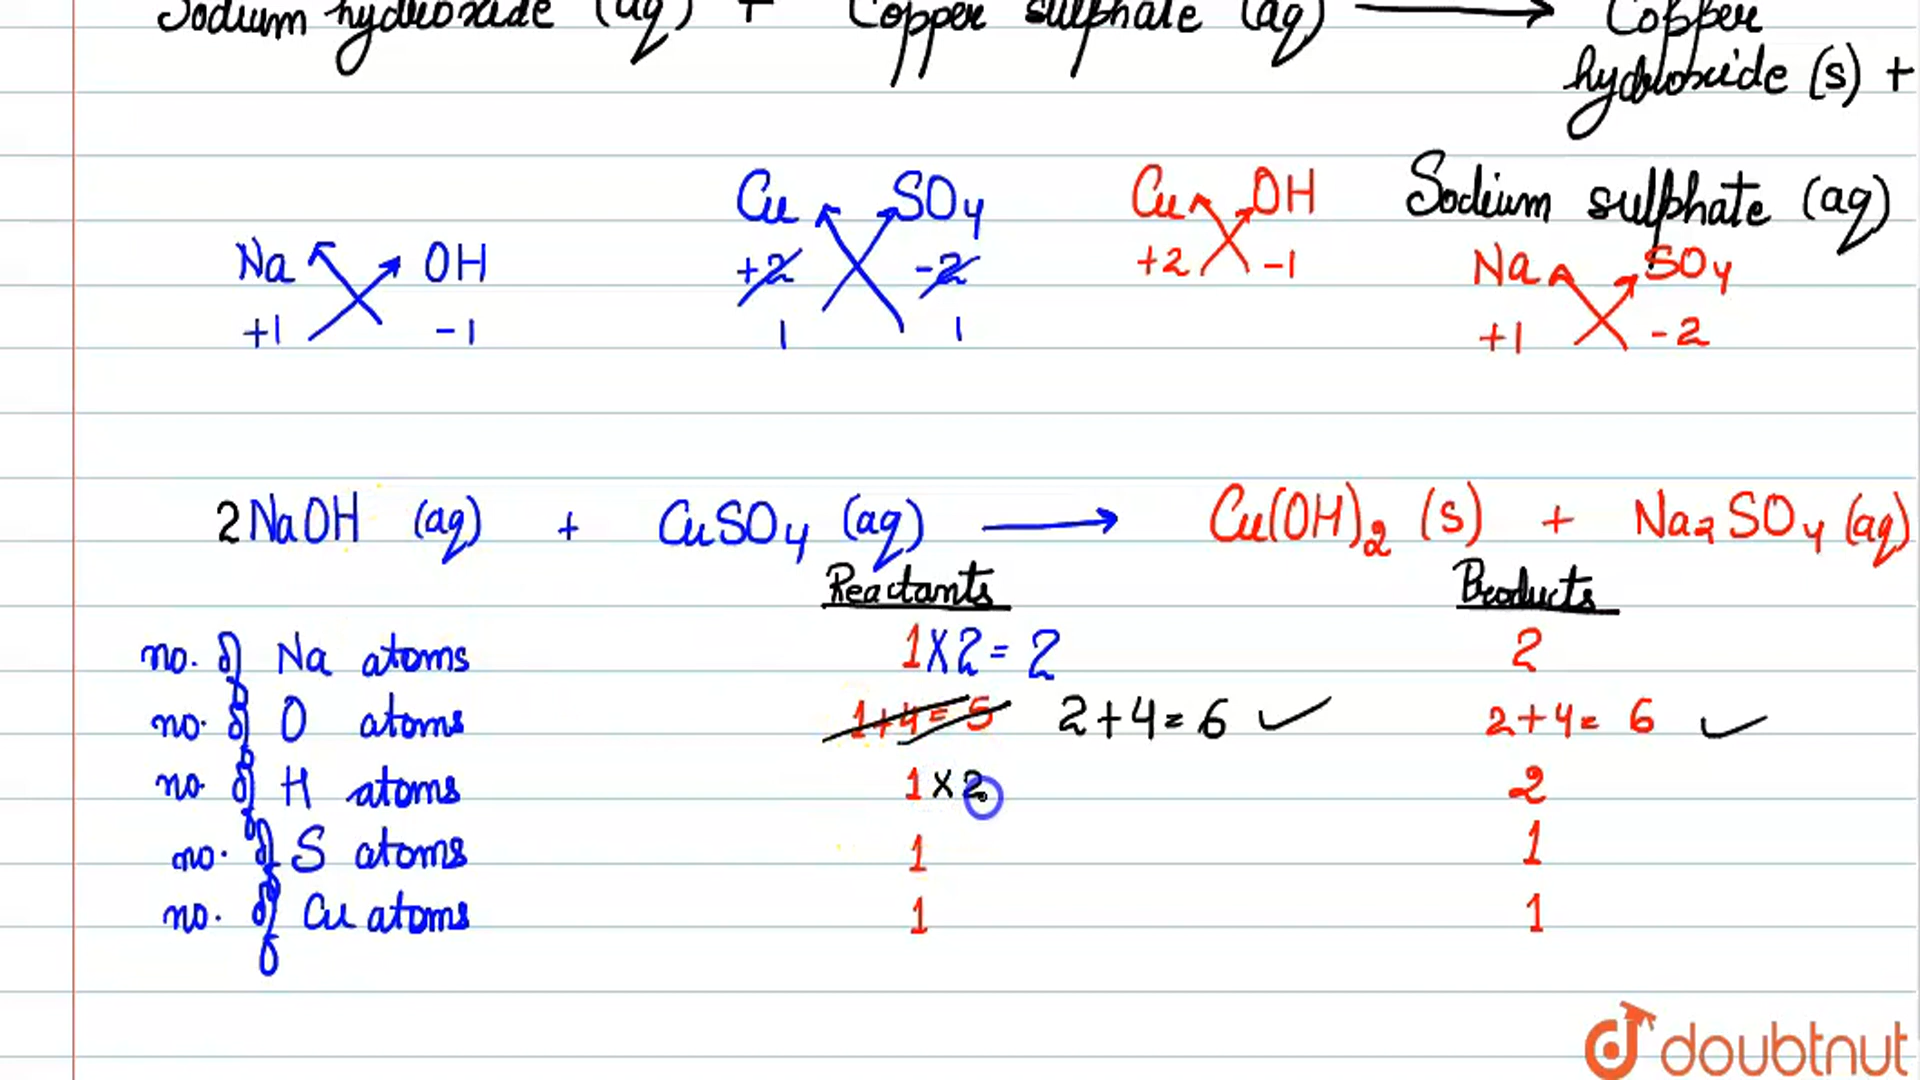 Sodium hydroxide (aq) + Copper sulphate (aq) ⟶ Copper
hydroxide (s) +
Sodium sulphate (aq)
Na OH
+1 -1
Cu SO4
+2 -2
1 1
Cu OH
+2 -1
Na SO4
+1 -2
2NaOH (aq) + CuSO4 (aq) ⟶ Cu(OH)2 (s) + Na2SO4 (aq)
Reactants Products
no. of Na atoms 1×2=2 2
no. of O atoms 1+4=5 2+4=6 ✓ 2+4=6 ✓
no. of H atoms 1×2 2
no. of S atoms 1 1
no. of Cu atoms 1 1
doubtnut